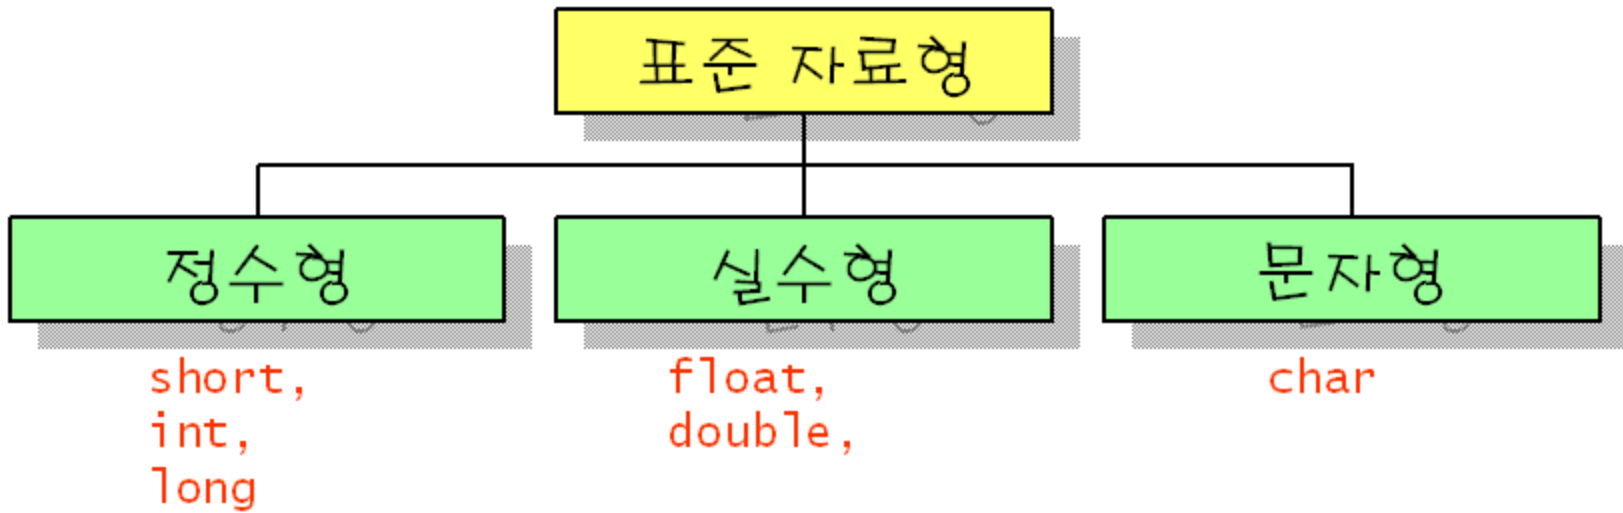 표준 자료형
정수형
실수형
문자형
short,
int,
long
float,
double,
char